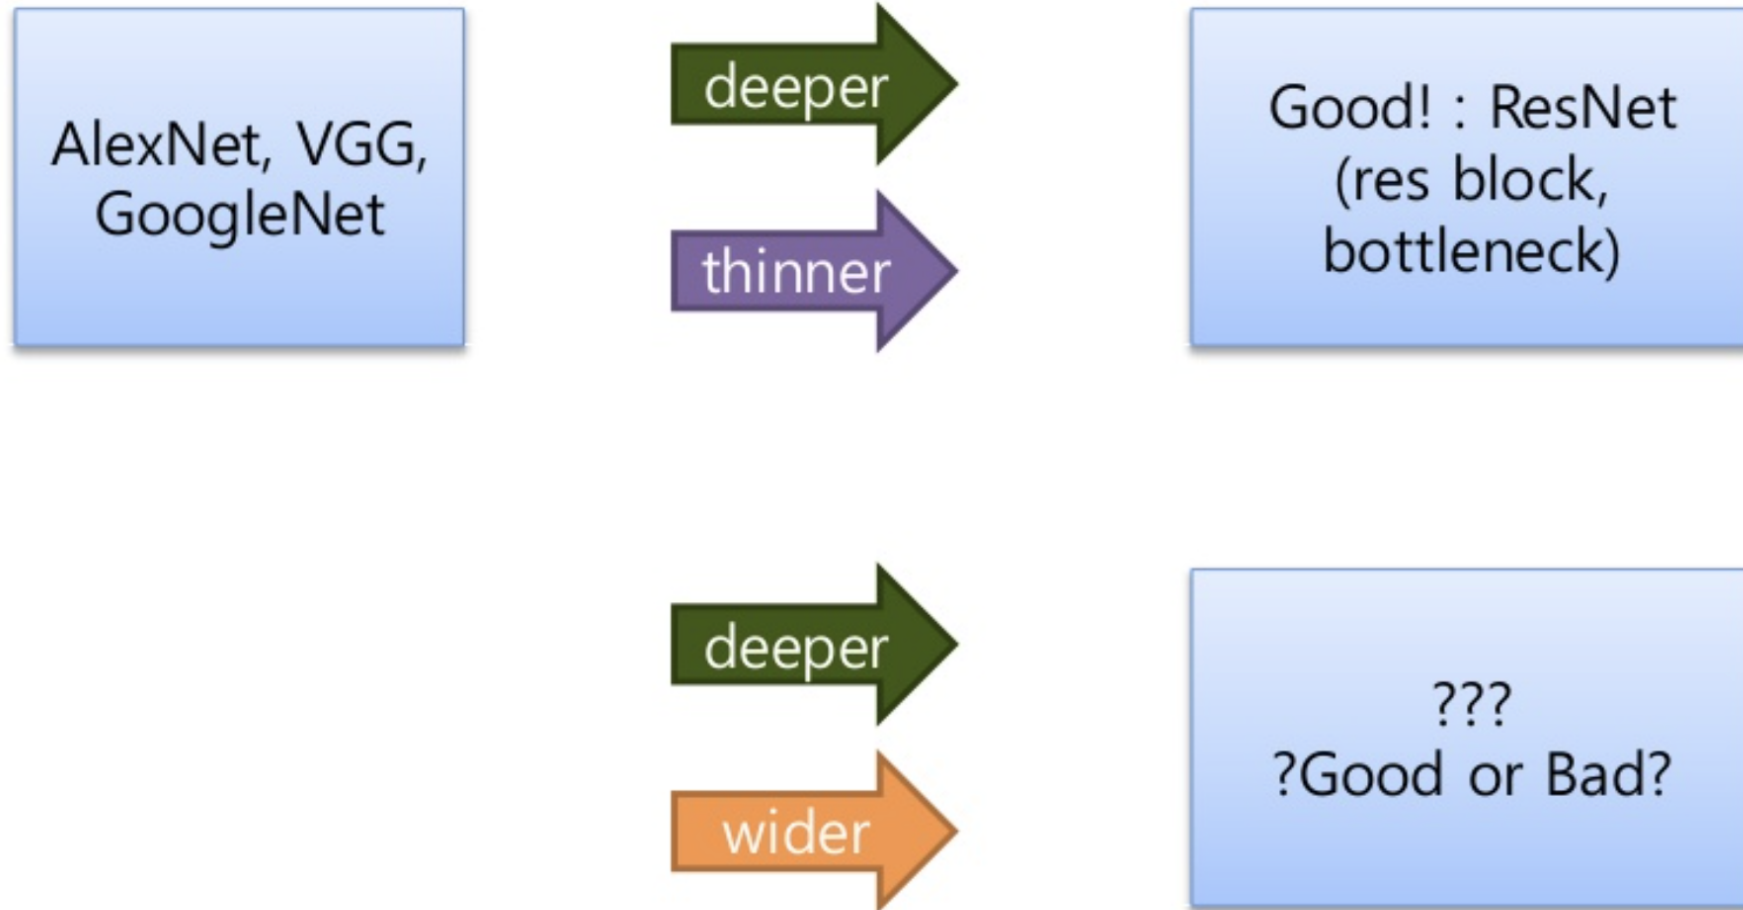 AlexNet, VGG,
GoogleNet
deeper
thinner
Good! : ResNet
(res block,
bottleneck)
deeper
wider
???
?Good or Bad?